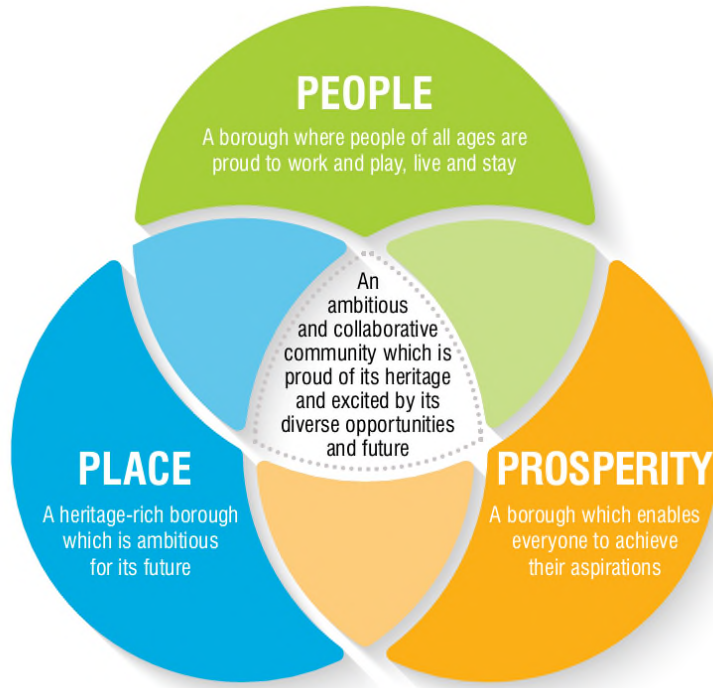 PEOPLE
A borough where people of all ages are
proud to work and play, live and stay
An
ambitious
and collaborative
community which is
proud of its heritage
and excited by its
diverse opportunities
and future
PLACE
A heritage-rich borough
which is ambitious
for its future
PROSPERITY
A borough which enables
everyone to achieve
their aspirations